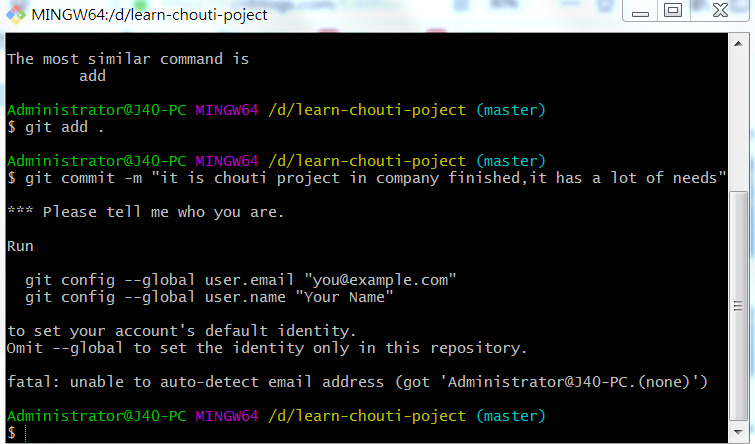 MINGW64:/d/learn-chouti-poject
The most similar command is
add
Administrator@J40-PC MINGW64 /d/learn-chouti-poject (master)
$ git add .
Administrator@J40-PC MINGW64 /d/learn-chouti-poject (master)
$ git commit -m "it is chouti project in company finished,it has a lot of needs"
*** Please tell me who you are.
Run
git config --global user.email "you@example.com"
git config --global user.name "Your Name"
to set your account's default identity.
Omit --global to set the identity only in this repository.
fatal: unable to auto-detect email address (got 'Administrator@J40-PC.(none)')
Administrator@J40-PC MINGW64 /d/learn-chouti-poject (master)
$